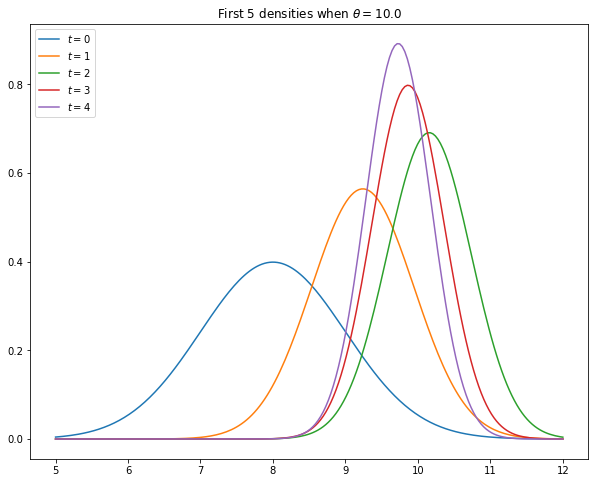 First 5 densities when θ = 10.0
t = 0
t = 1
t = 2
t = 3
t = 4
0.8
0.6
0.4
0.2
0.0
5 6 7 8 9 10 11 12